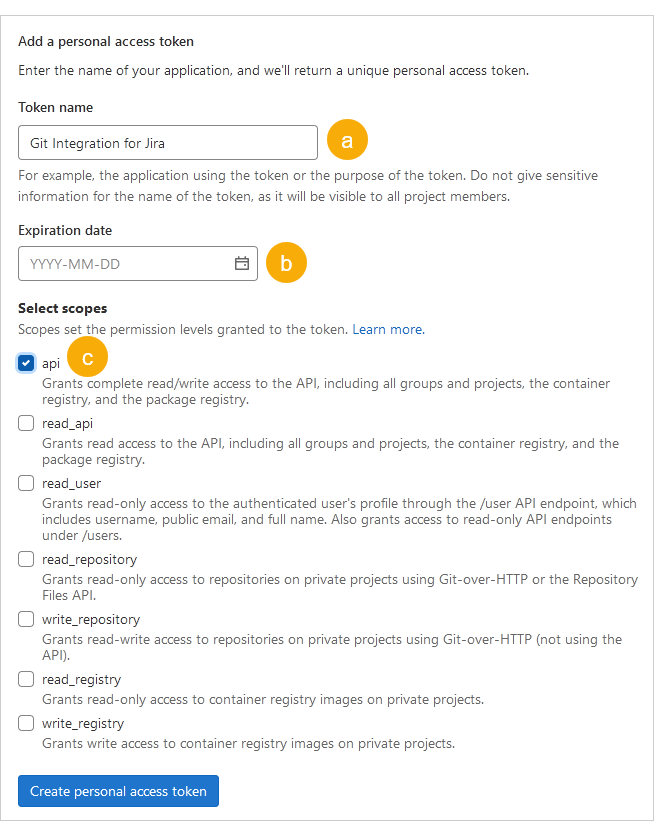 Add a personal access token
Enter the name of your application, and we'll return a unique personal access token.
Token name
Git Integration for Jira
a
For example, the application using the token or the purpose of the token. Do not give sensitive
information for the name of the token, as it will be visible to all project members.
Expiration date
YYYY-MM-DD
b
Select scopes
Scopes set the permission levels granted to the token. Learn more.
api
c
Grants complete read/write access to the API, including all groups and projects, the container
registry, and the package registry.
read_api
Grants read access to the API, including all groups and projects, the container registry, and the
package registry.
read_user
Grants read-only access to the authenticated user's profile through the /user API endpoint, which
includes username, public email, and full name. Also grants access to read-only API endpoints
under /users.
read_repository
Grants read-only access to repositories on private projects using Git-over-HTTP or the Repository
Files API.
write_repository
Grants read-write access to repositories on private projects using Git-over-HTTP (not using the
API).
read_registry
Grants read-only access to container registry images on private projects.
write_registry
Grants write access to container registry images on private projects.
Create personal access token